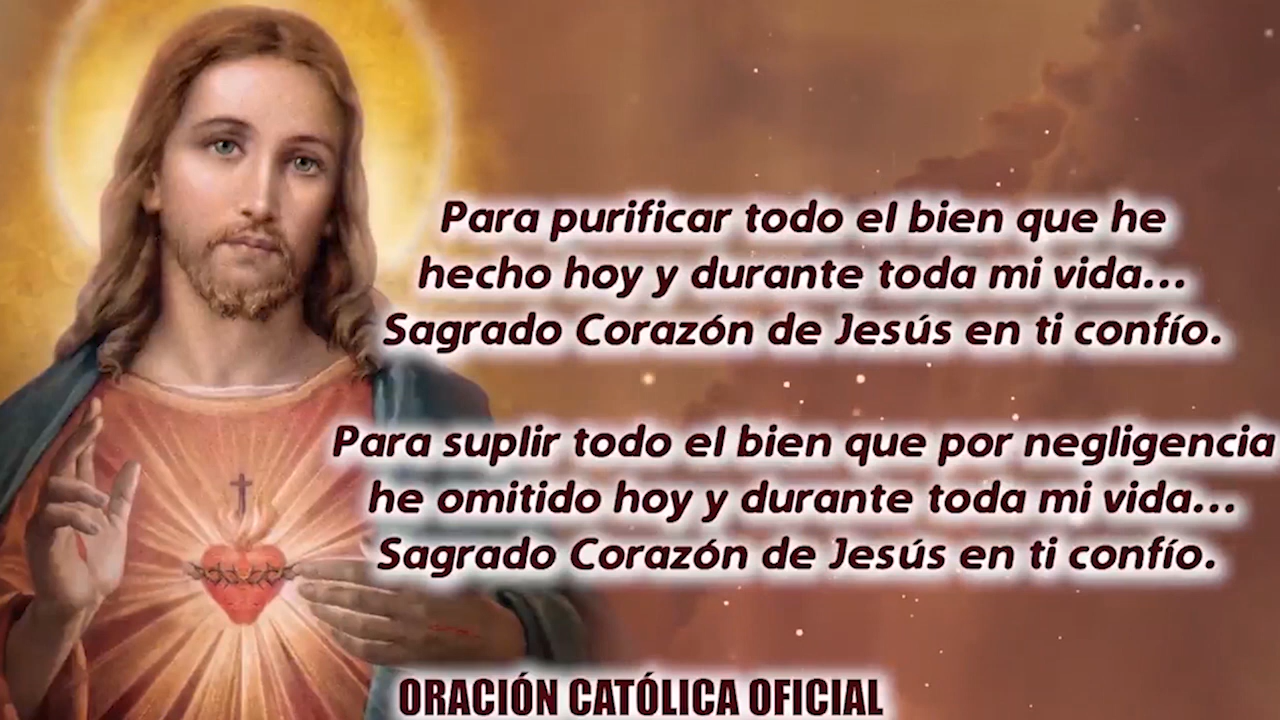 Para purificar todo el bien que he
hecho hoy y durante toda mi vida...
Sagrado Corazón de Jesús en ti confío.
Para suplir todo el bien que por negligencia
he omitido hoy y durante toda mi vida...
Sagrado Corazón de Jesús en ti confío.
ORACIÓN CATÓLICA OFICIAL